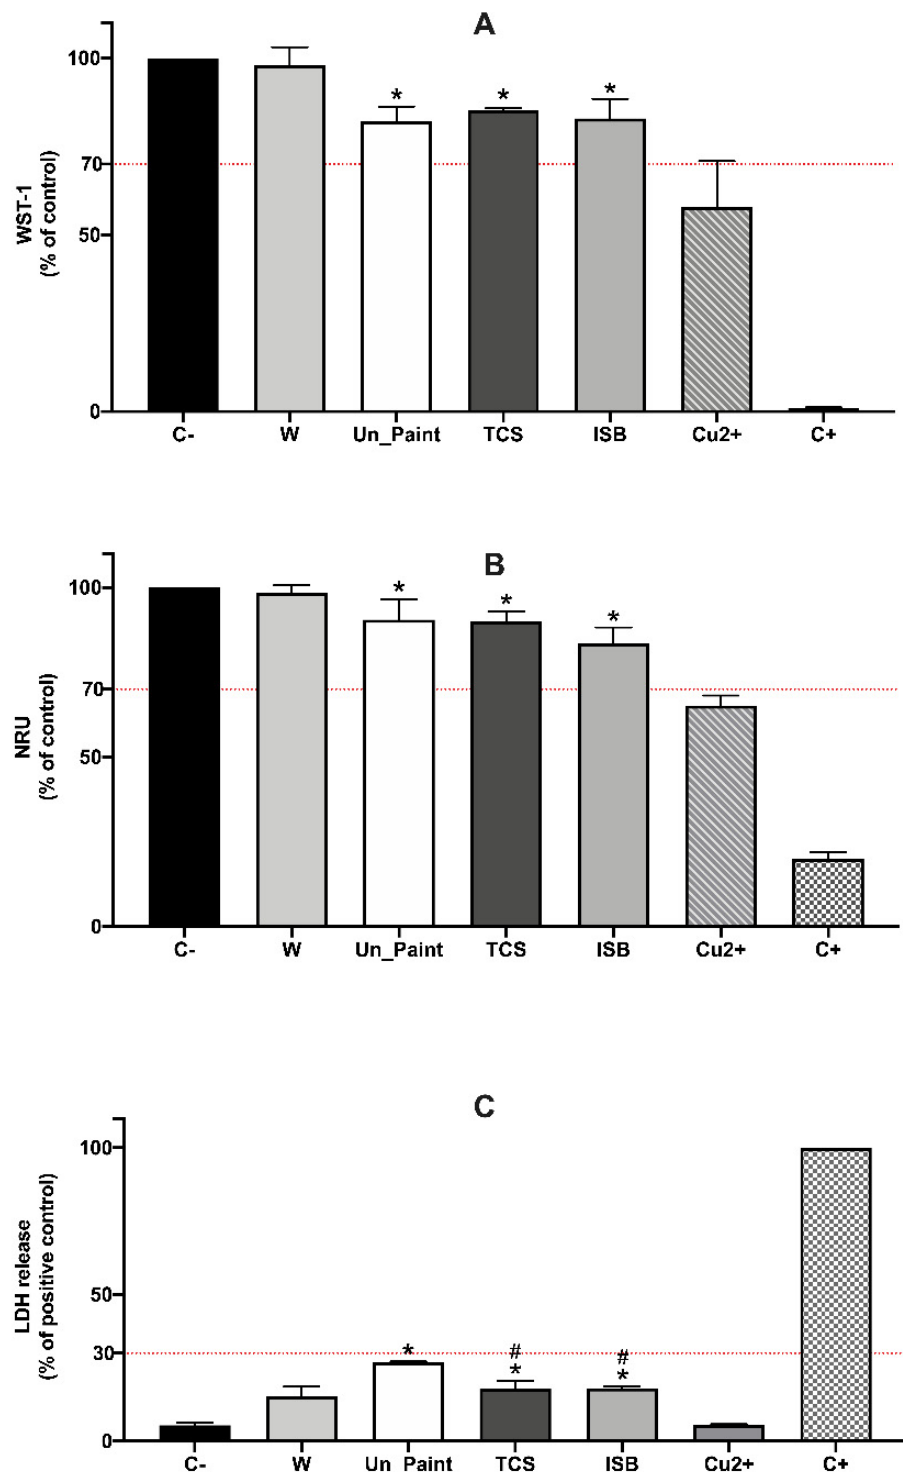 A
WST-1
(% of control)
100
70
50
0
* * *
C- W Un_Paint TCS ISB Cu2+ C+
B
NRU
(% of control)
100
70
50
0
* * *
C- W Un_Paint TCS ISB Cu2+ C+
C
LDH release
(% of positive control)
100
50
30
0
# #
* * *
C- W Un_Paint TCS ISB Cu2+ C+